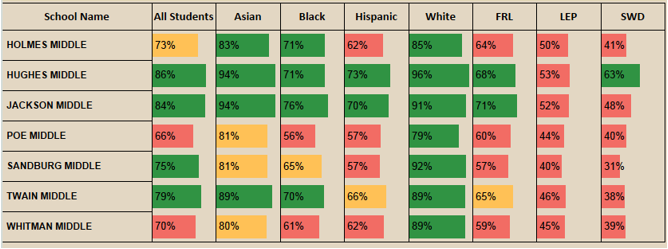 School Name All Students Asian Black Hispanic White FRL LEP SWD
HOLMES MIDDLE 73% 83% 71% 62% 85% 64% 50% 41%
HUGHES MIDDLE 86% 94% 71% 73% 96% 68% 53% 63%
JACKSON MIDDLE 84% 94% 76% 70% 91% 71% 52% 48%
POE MIDDLE 66% 81% 56% 57% 79% 60% 44% 40%
SANDBURG MIDDLE 75% 81% 65% 57% 92% 57% 40% 31%
TWAIN MIDDLE 79% 89% 70% 66% 89% 65% 46% 38%
WHITMAN MIDDLE 70% 80% 61% 62% 89% 59% 45% 39%